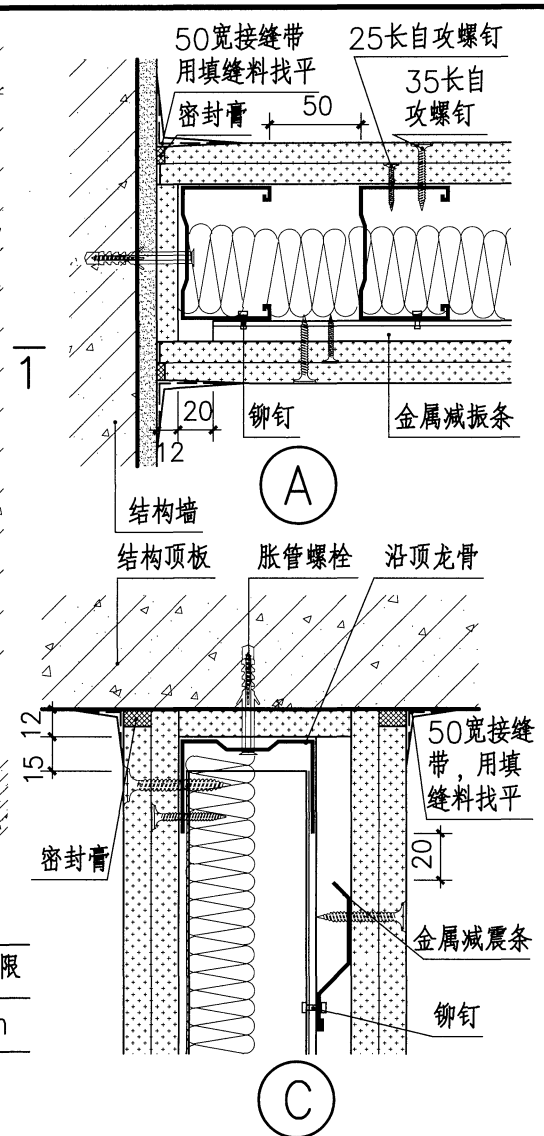 50宽接缝带
用填缝料找平
密封膏
50
25长自攻螺钉
35长自
攻螺钉
1
20
12
铆钉
金属减振条
A
结构墙
结构顶板
胀管螺栓
沿顶龙骨
12
15
50宽接缝
带，用填
缝料找平
密封膏
20
金属减震条
限
铆钉
C